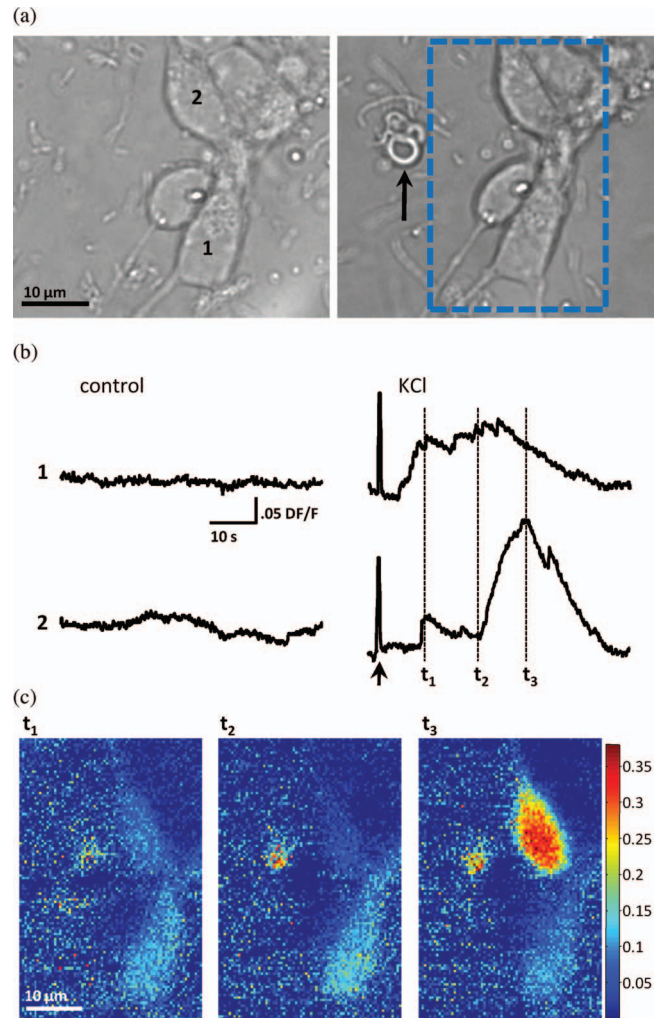 (a)
2
1
10 µm
(b)
control KCl
1
.05 DF/F
10 s
2
t1 t2 t3
(c)
t1 t2 t3
0.35
0.3
0.25
0.2
0.15
0.1
0.05
10 µm